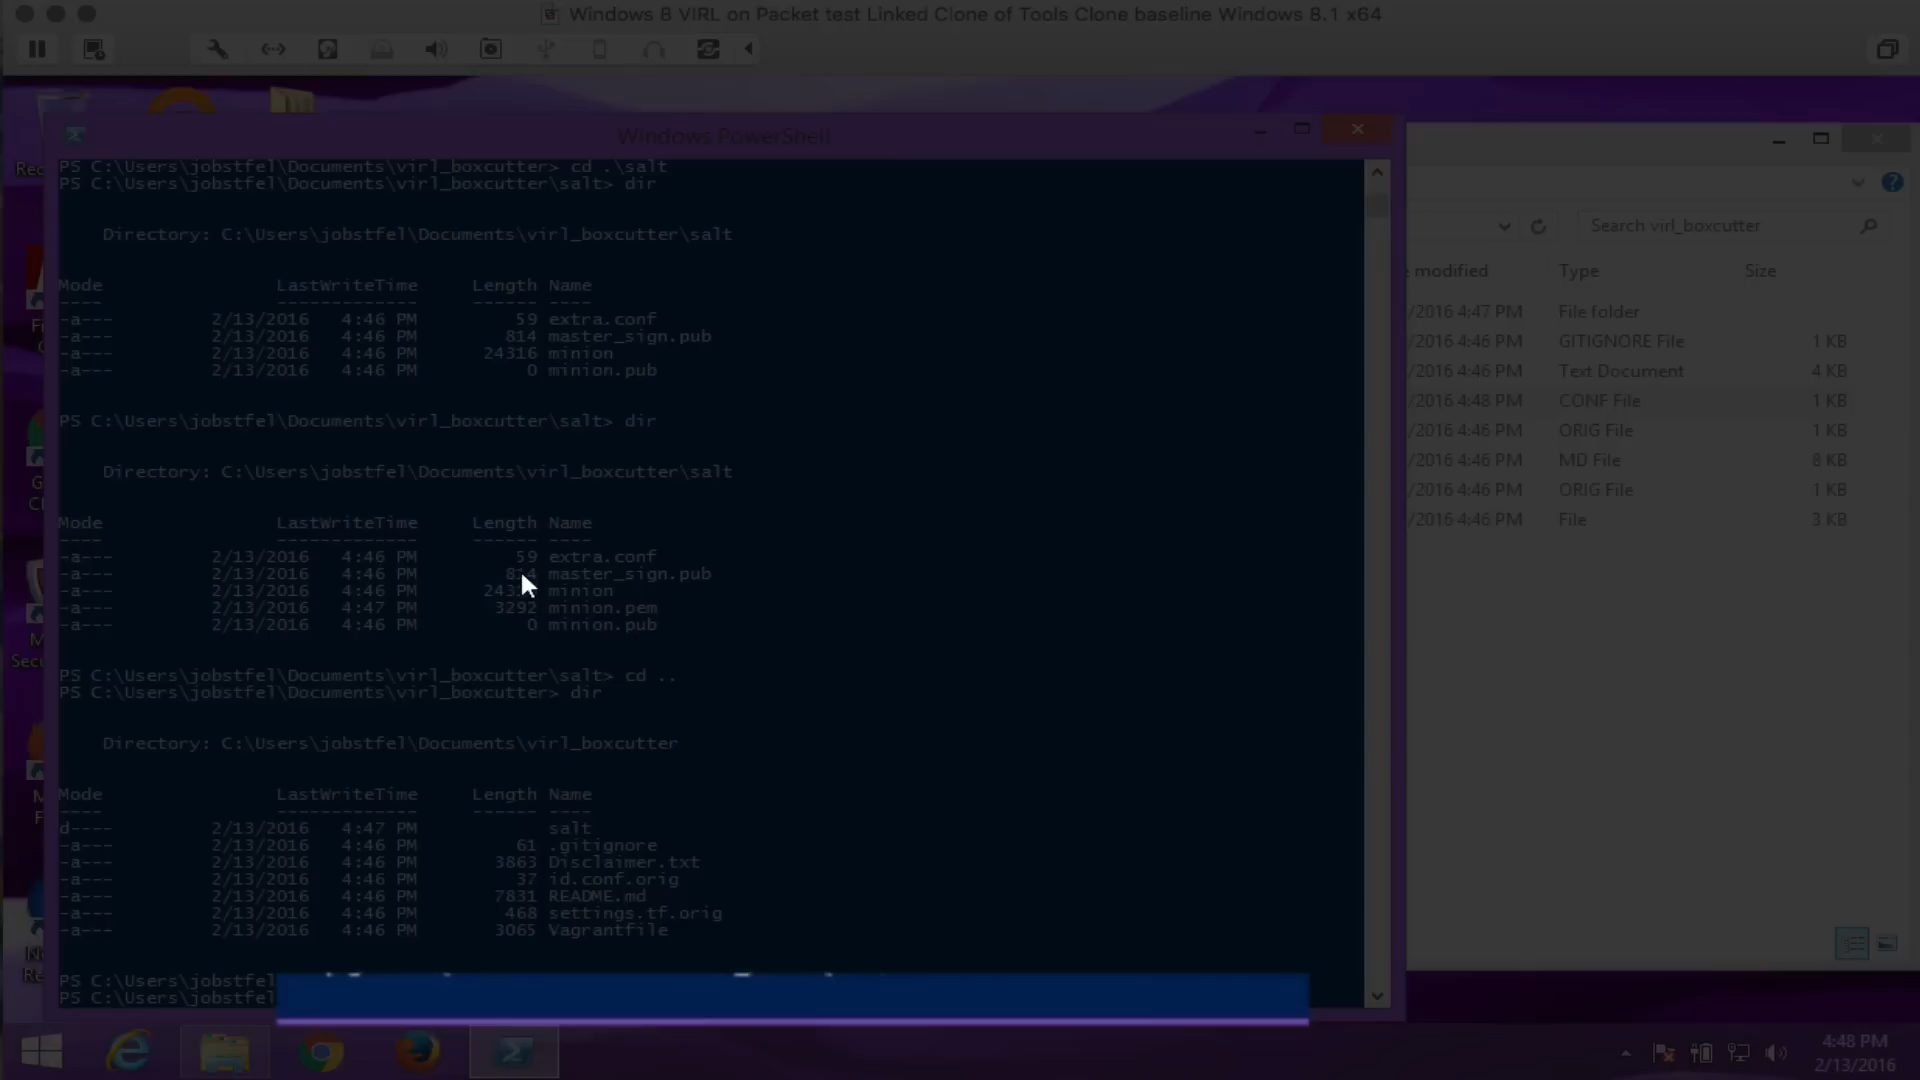 Windows 8 VIRL on Packet test Linked Clone of Tools Clone baseline Windows 8.1 x64
Windows PowerShell
PS C:\Users\jobstfel\Documents\virl_boxcutter> cd .\salt
PS C:\Users\jobstfel\Documents\virl_boxcutter\salt> dir
Directory: C:\Users\jobstfel\Documents\virl_boxcutter\salt
Mode LastWriteTime Length Name
---- ------------- ------ ----
-a--- 2/13/2016 4:46 PM 59 extra.conf
-a--- 2/13/2016 4:46 PM 814 master_sign.pub
-a--- 2/13/2016 4:46 PM 24316 minion
-a--- 2/13/2016 4:46 PM 0 minion.pub
PS C:\Users\jobstfel\Documents\virl_boxcutter\salt> dir
Directory: C:\Users\jobstfel\Documents\virl_boxcutter\salt
Mode LastWriteTime Length Name
---- ------------- ------ ----
-a--- 2/13/2016 4:46 PM 59 extra.conf
-a--- 2/13/2016 4:46 PM 814 master_sign.pub
-a--- 2/13/2016 4:46 PM minion
-a--- 2/13/2016 4:47 PM 3292 minion.pem
-a--- 2/13/2016 4:46 PM 0 minion.pub
PS C:\Users\jobstfel\Documents\virl_boxcutter\salt> cd ..
PS C:\Users\jobstfel\Documents\virl_boxcutter> dir
Directory: C:\Users\jobstfel\Documents\virl_boxcutter
Mode LastWriteTime Length Name
---- ------------- ------ ----
d---- 2/13/2016 4:47 PM salt
-a--- 2/13/2016 4:46 PM 61 .gitignore
-a--- 2/13/2016 4:46 PM 3863 Disclaimer.txt
-a--- 2/13/2016 4:46 PM 37 id.conf.orig
-a--- 2/13/2016 4:46 PM 7831 README.md
-a--- 2/13/2016 4:46 PM 468 settings.tf.orig
-a--- 2/13/2016 4:46 PM 3065 Vagrantfile
PS C:\Users\jobstfel
PS C:\Users\jobstfel
Search virl_boxcutter
modified Type Size
/2016 4:47 PM File folder
/2016 4:46 PM GITIGNORE File 1 KB
/2016 4:46 PM Text Document 4 KB
/2016 4:48 PM CONF File 1 KB
/2016 4:46 PM ORIG File 1 KB
/2016 4:46 PM MD File 8 KB
/2016 4:46 PM ORIG File 1 KB
/2016 4:46 PM File 3 KB
4:48 PM
2/13/2016